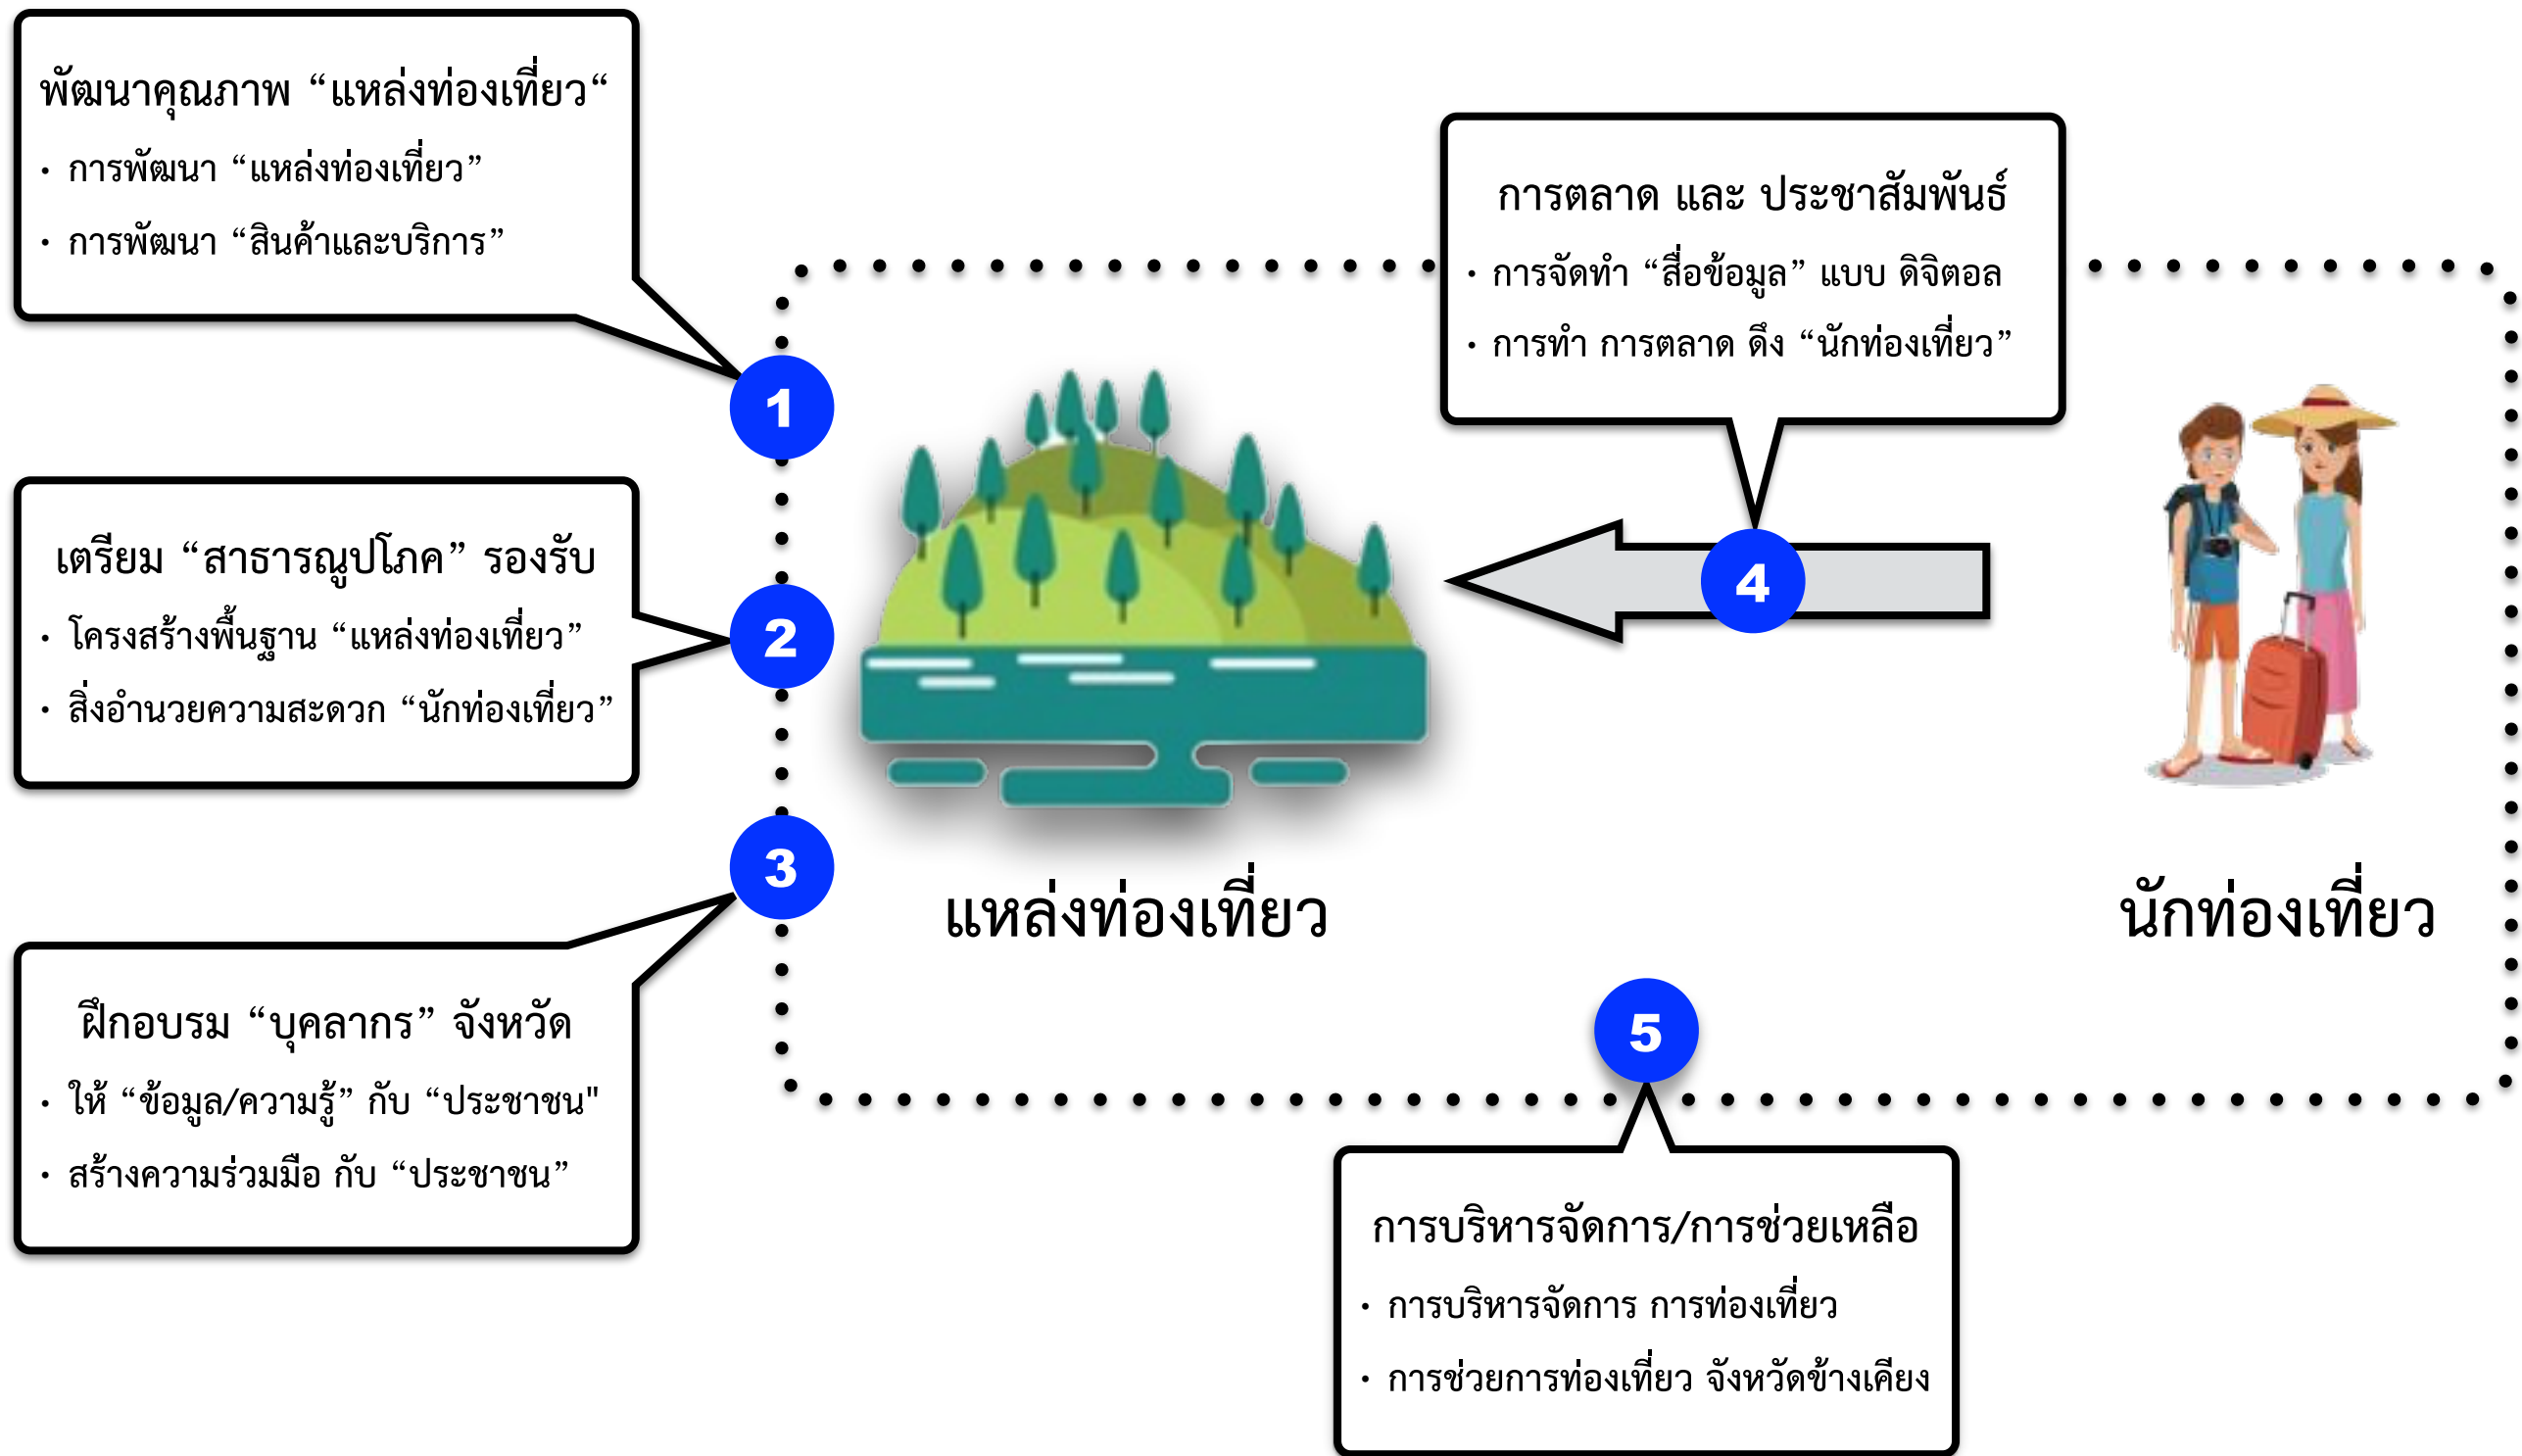 พัฒนาคุณภาพ “แหล่งท่องเที่ยว“
· การพัฒนา “แหล่งท่องเที่ยว”
· การพัฒนา “สินค้าและบริการ”
1
เตรียม “สาธารณูปโภค” รองรับ
· โครงสร้างพื้นฐาน “แหล่งท่องเที่ยว”
· สิ่งอำนวยความสะดวก “นักท่องเที่ยว”
2
ฝึกอบรม “บุคลากร” จังหวัด
· ให้ “ข้อมูล/ความรู้” กับ “ประชาชน"
· สร้างความร่วมมือ กับ “ประชาชน”
3
การตลาด และ ประชาสัมพันธ์
· การจัดทำ “สื่อข้อมูล” แบบ ดิจิตอล
· การทำ การตลาด ดึง “นักท่องเที่ยว”
4
แหล่งท่องเที่ยว
นักท่องเที่ยว
5
การบริหารจัดการ/การช่วยเหลือ
· การบริหารจัดการ การท่องเที่ยว
· การช่วยการท่องเที่ยว จังหวัดข้างเคียง